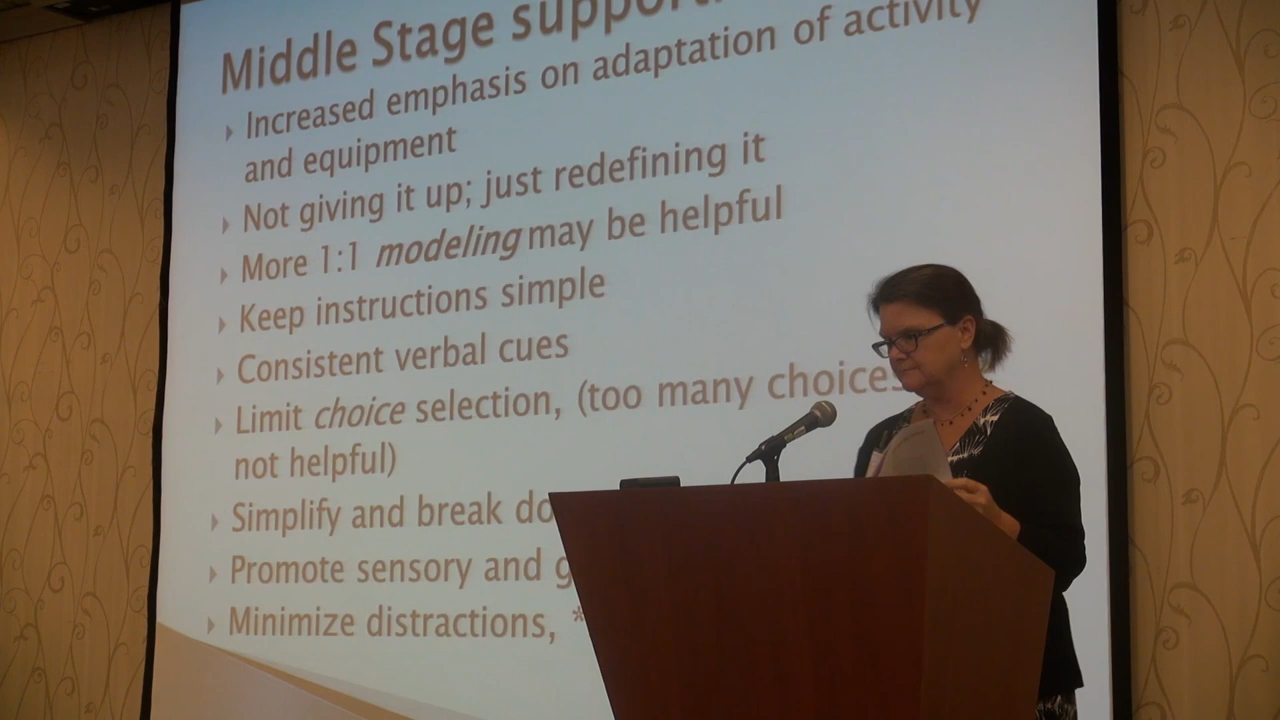 Middle Stage
Increased emphasis on adaptation of activity
and equipment
Not giving it up; just redefining it
More 1:1 modeling may be helpful
Keep instructions simple
Consistent verbal cues
Limit choice selection, (too many choices
not helpful)
Simplify and break
Promote sensory and
Minimize distractions, *